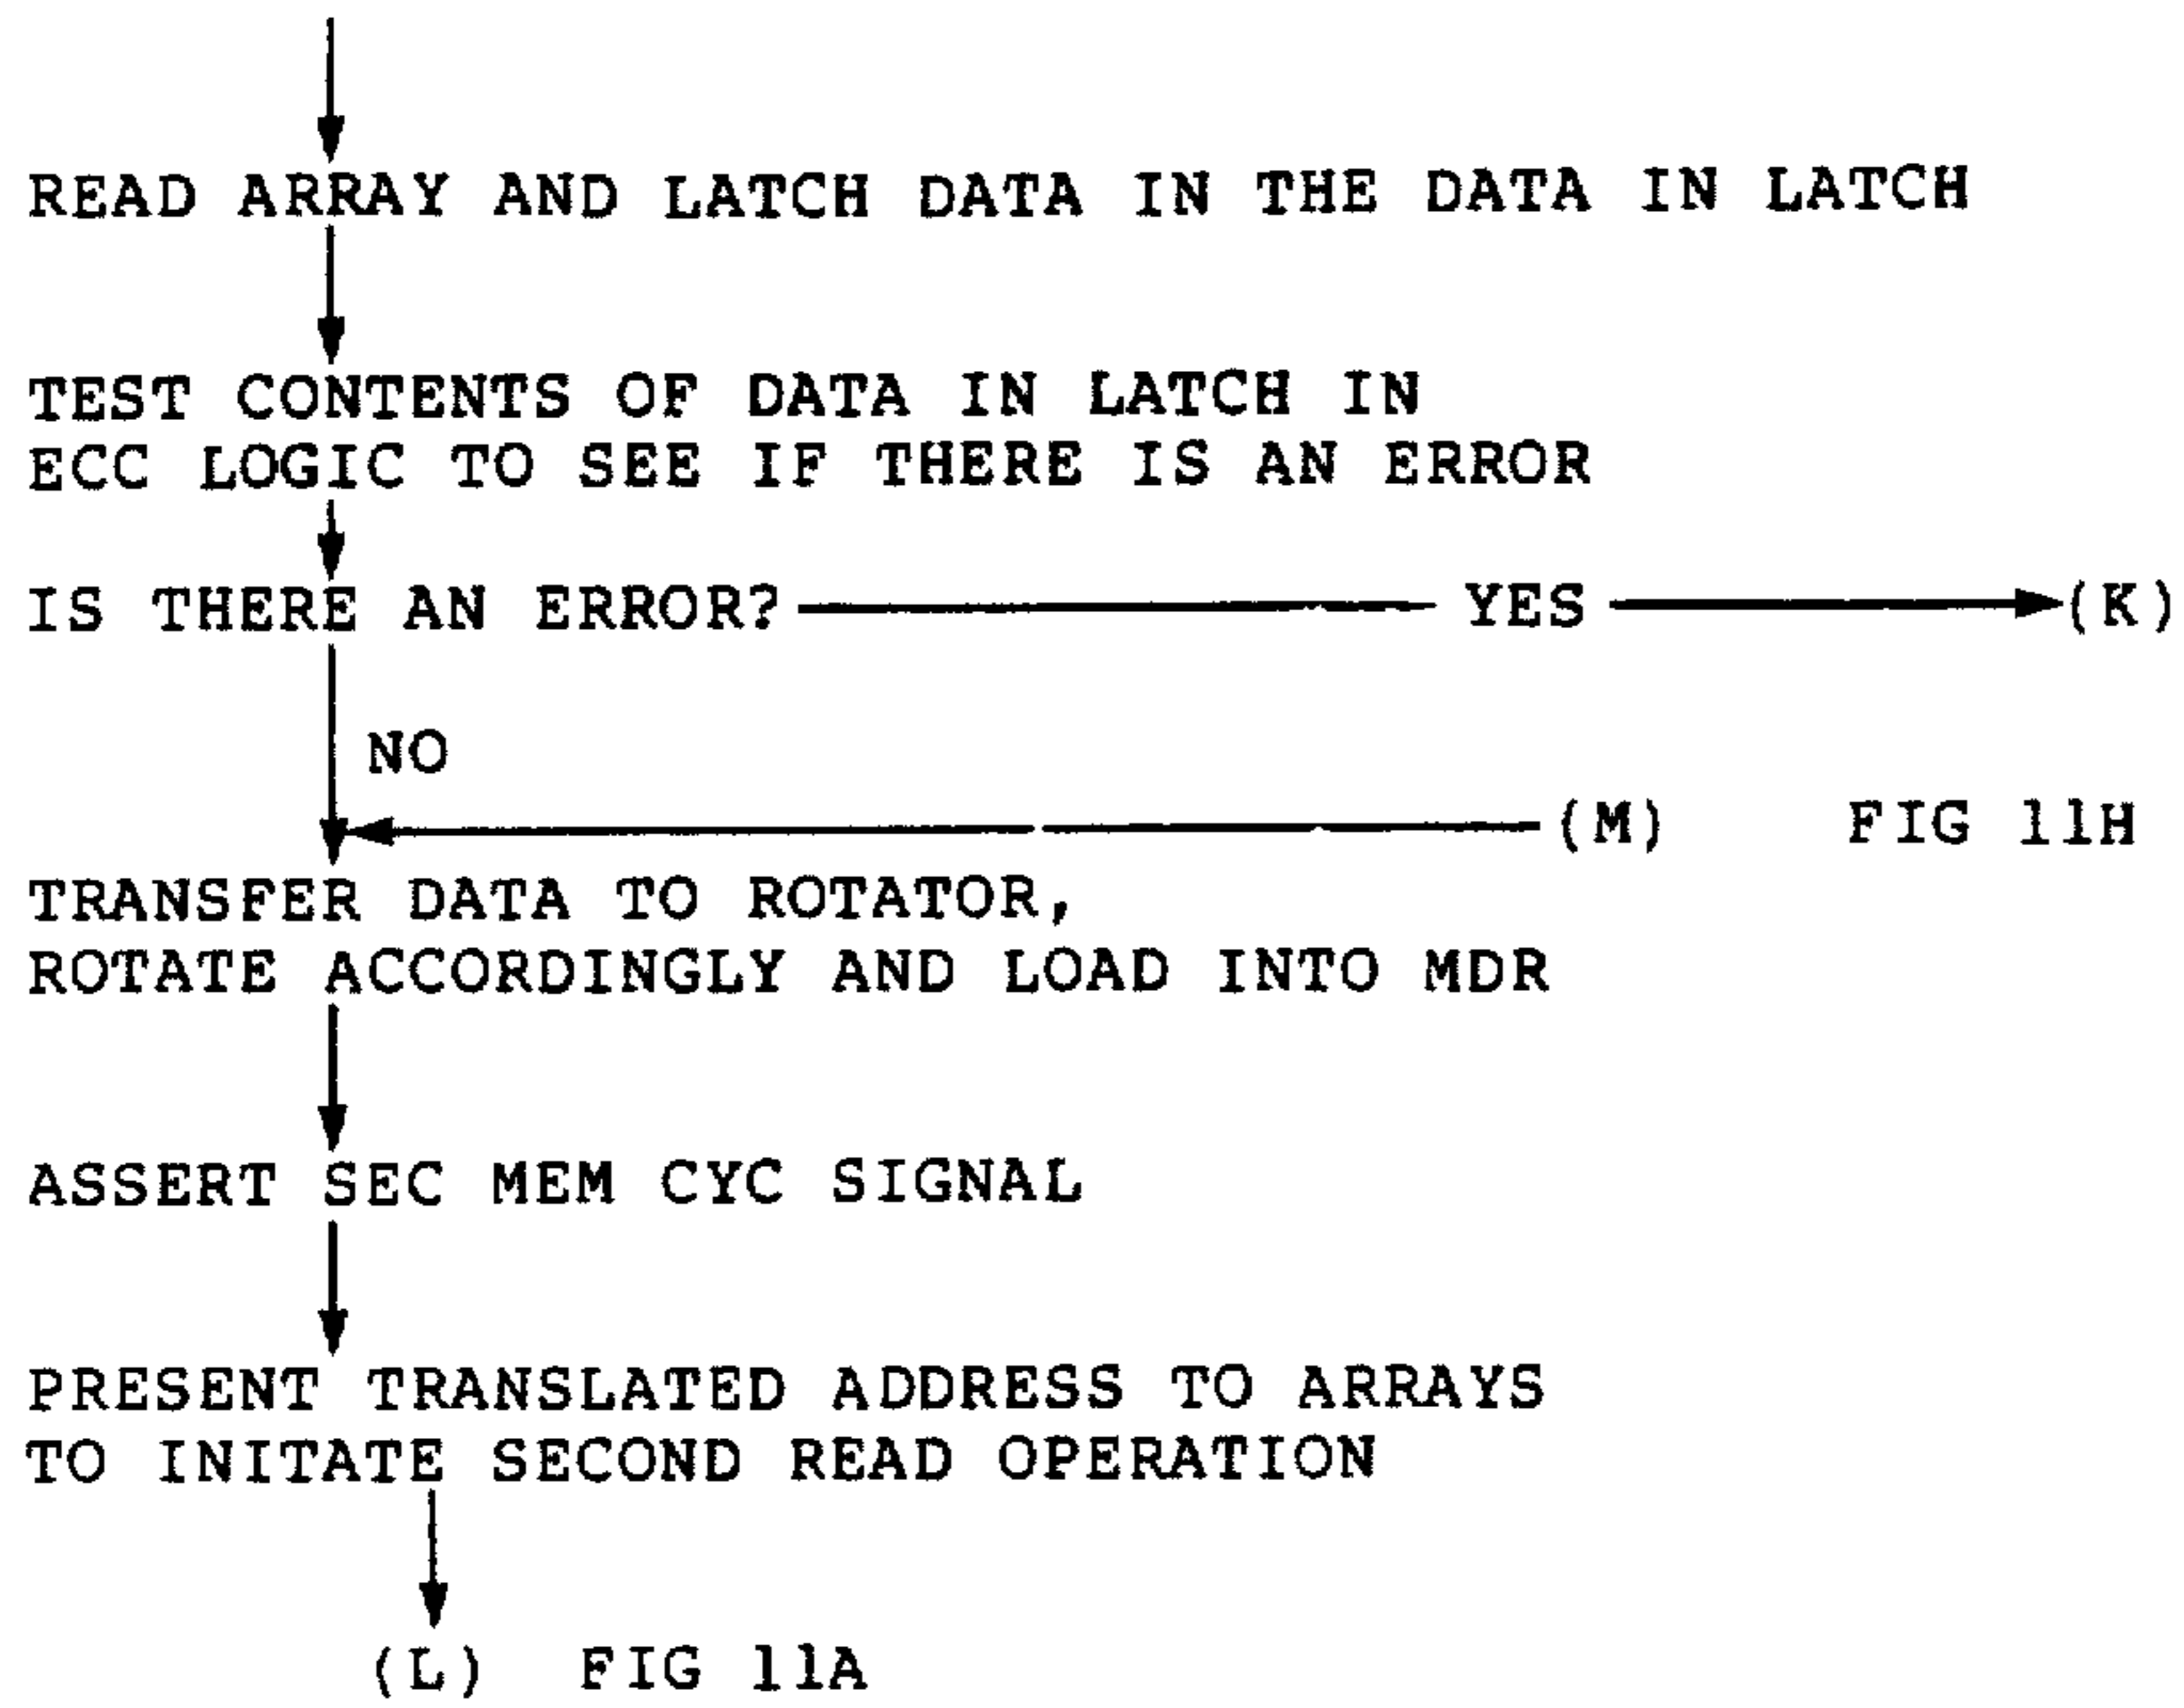 READ ARRAY AND LATCH DATA IN THE DATA IN LATCH
TEST CONTENTS OF DATA IN LATCH IN
ECC LOGIC TO SEE IF THERE IS AN ERROR
IS THERE AN ERROR? YES (K)
NO
(M) FIG 11H
TRANSFER DATA TO ROTATOR,
ROTATE ACCORDINGLY AND LOAD INTO MDR
ASSERT SEC MEM CYC SIGNAL
PRESENT TRANSLATED ADDRESS TO ARRAYS
TO INITATE SECOND READ OPERATION
(L) FIG 11A